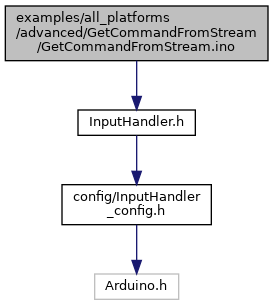 examples/all_platforms
/advanced/GetCommandFromStream
/GetCommandFromStream.ino
InputHandler.h
config/InputHandler
_config.h
Arduino.h